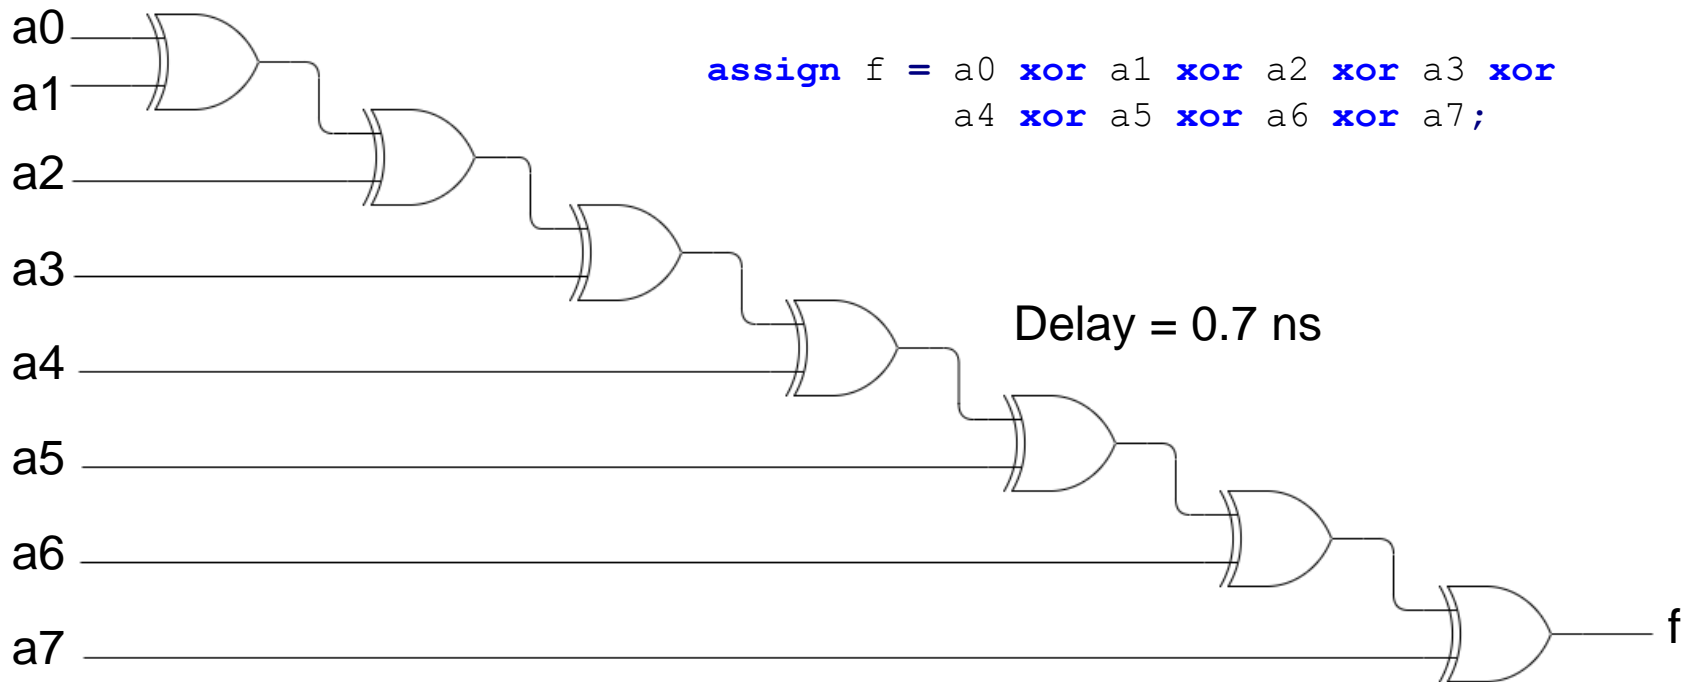 a0
a1
assign f = a0 xor a1 xor a2 xor a3 xor
a4 xor a5 xor a6 xor a7;
a2
a3
Delay = 0.7 ns
a4
a5
a6
a7
f